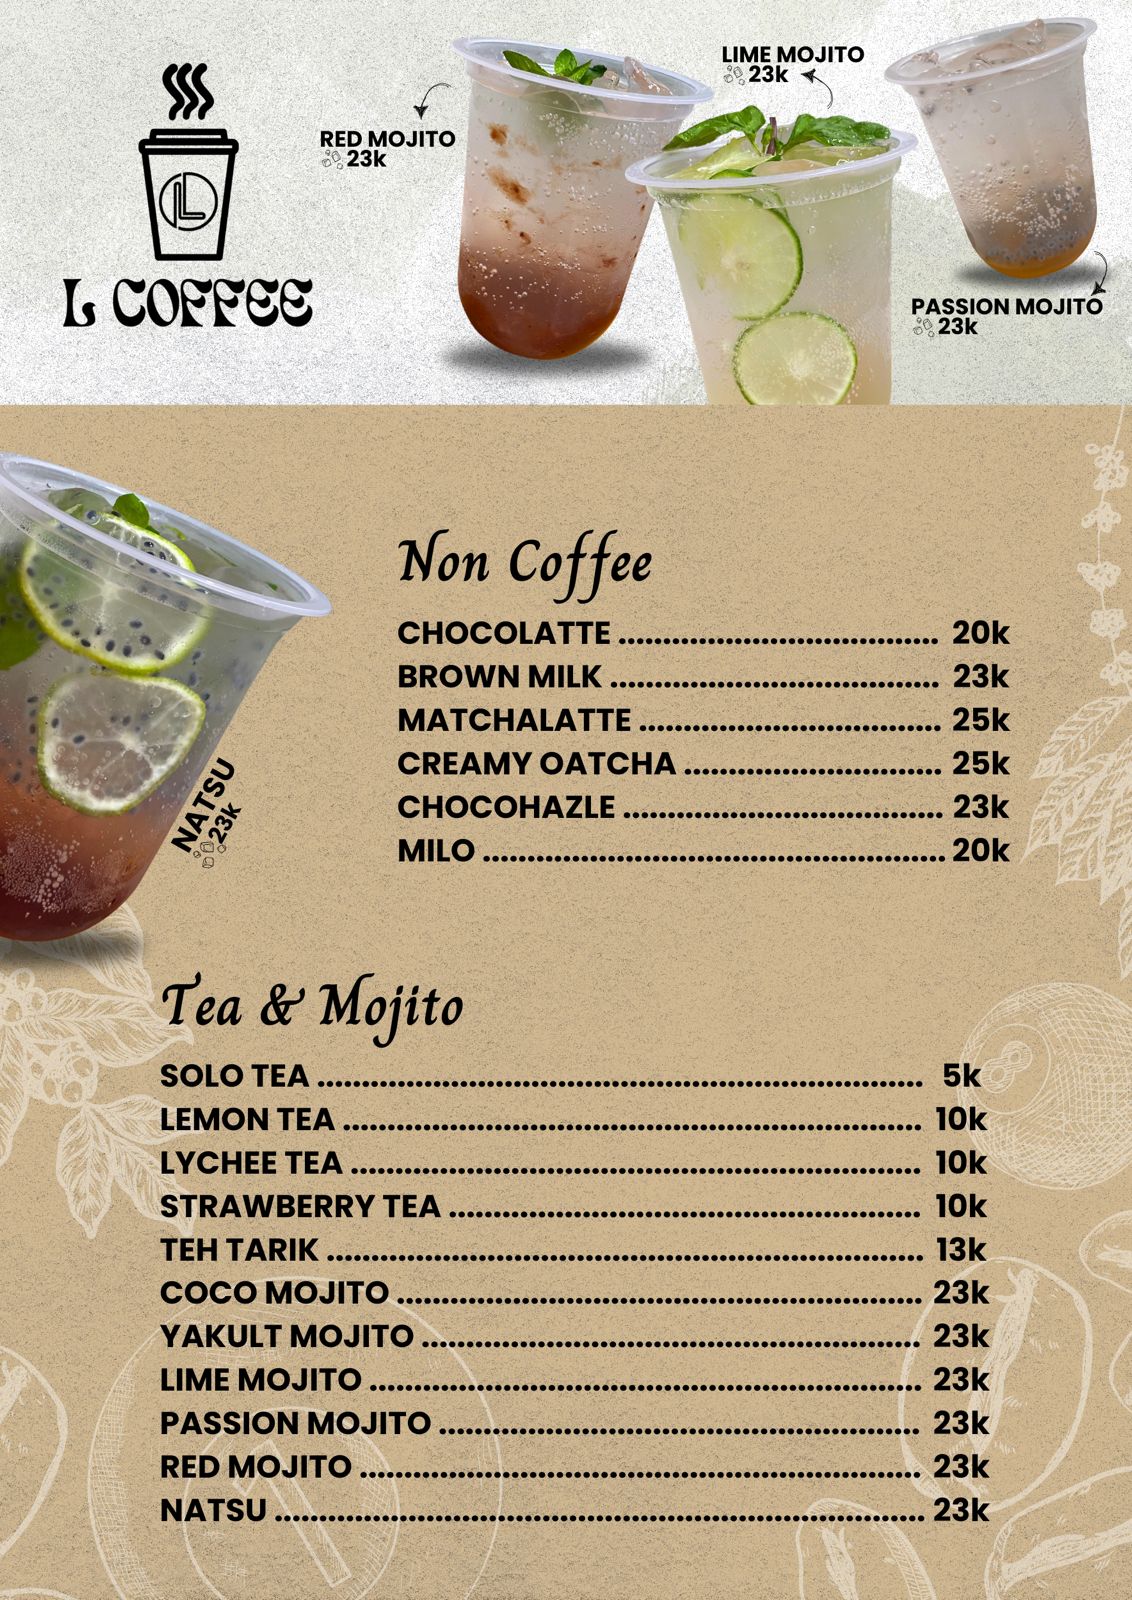 L COFFEE
RED MOJITO
23k
LIME MOJITO
23k
PASSION MOJITO
23k
NATSU
23k
Non Coffee
CHOCOLATTE .................................... 20k
BROWN MILK ..................................... 23k
MATCHALATTE .................................. 25k
CREAMY OATCHA ............................. 25k
CHOCOHAZLE .................................... 23k
MILO .................................................... 20k
Tea & Mojito
SOLO TEA .................................................................... 5k
LEMON TEA ................................................................. 10k
LYCHEE TEA ................................................................ 10k
STRAWBERRY TEA ..................................................... 10k
TEH TARIK ................................................................... 13k
COCO MOJITO ........................................................... 23k
YAKULT MOJITO ........................................................ 23k
LIME MOJITO .............................................................. 23k
PASSION MOJITO ...................................................... 23k
RED MOJITO ............................................................... 23k
NATSU ......................................................................... 23k